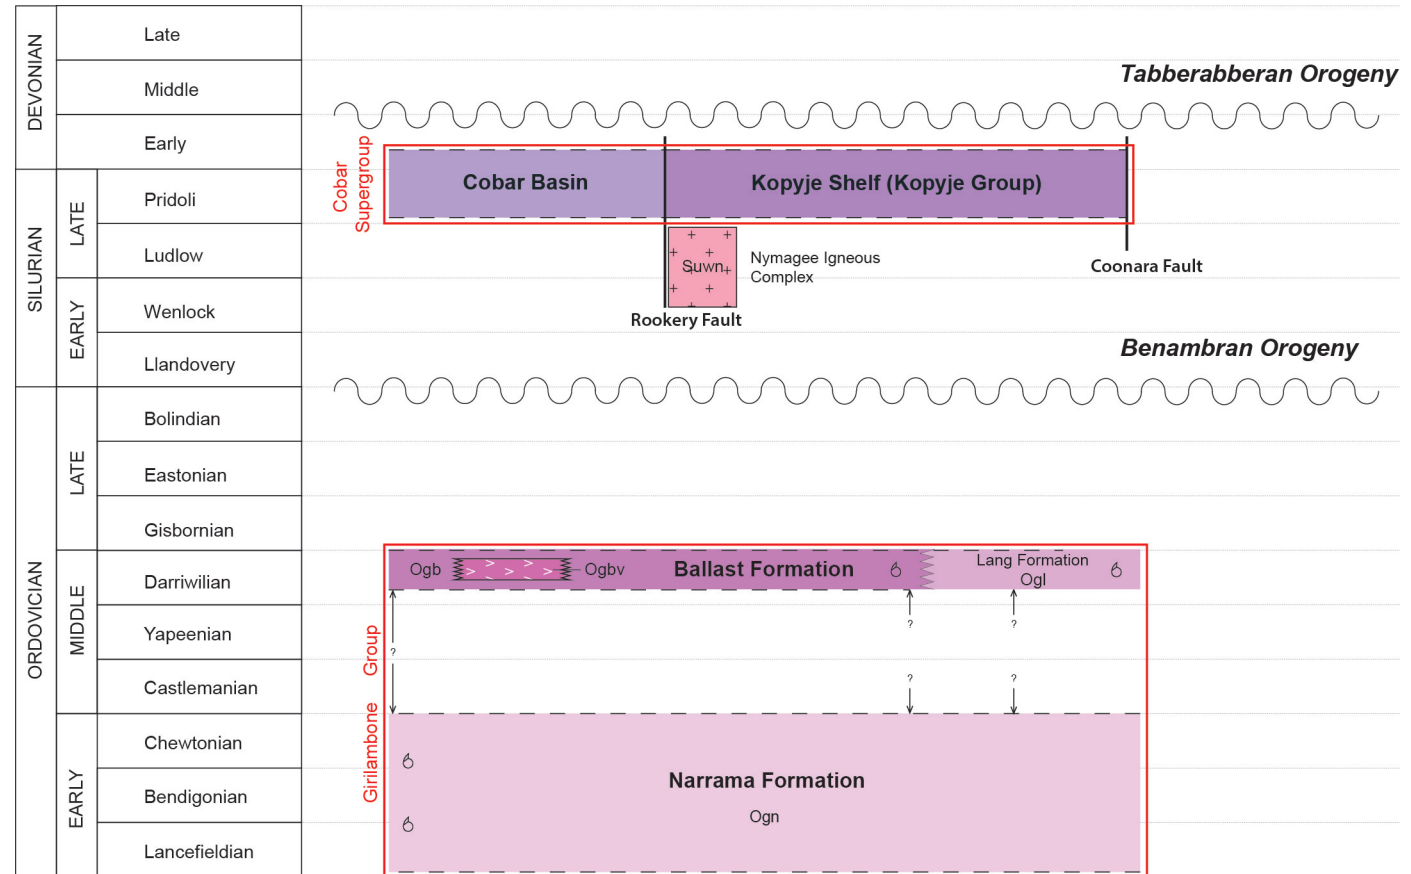 DEVONIAN
Late
Middle
Early
Tabberabberan Orogeny
SILURIAN
LATE
Pridoli
Ludlow
EARLY
Wenlock
Llandovery
Cobar
Supergroup
Cobar Basin
Kopyje Shelf (Kopyje Group)
Suwn
Nymagee Igneous
Complex
Rookery Fault
Coonara Fault
Benambran Orogeny
ORDOVICIAN
LATE
Bolindian
Eastonian
Gisbornian
MIDDLE
Darriwilian
Yapeenian
Castlemanian
EARLY
Chewtonian
Bendigonian
Lancefieldian
Girilambone Group
Ogb
Ogbv
Ballast Formation
Lang Formation
Ogl
?
?
?
?
?
Narrama Formation
Ogn